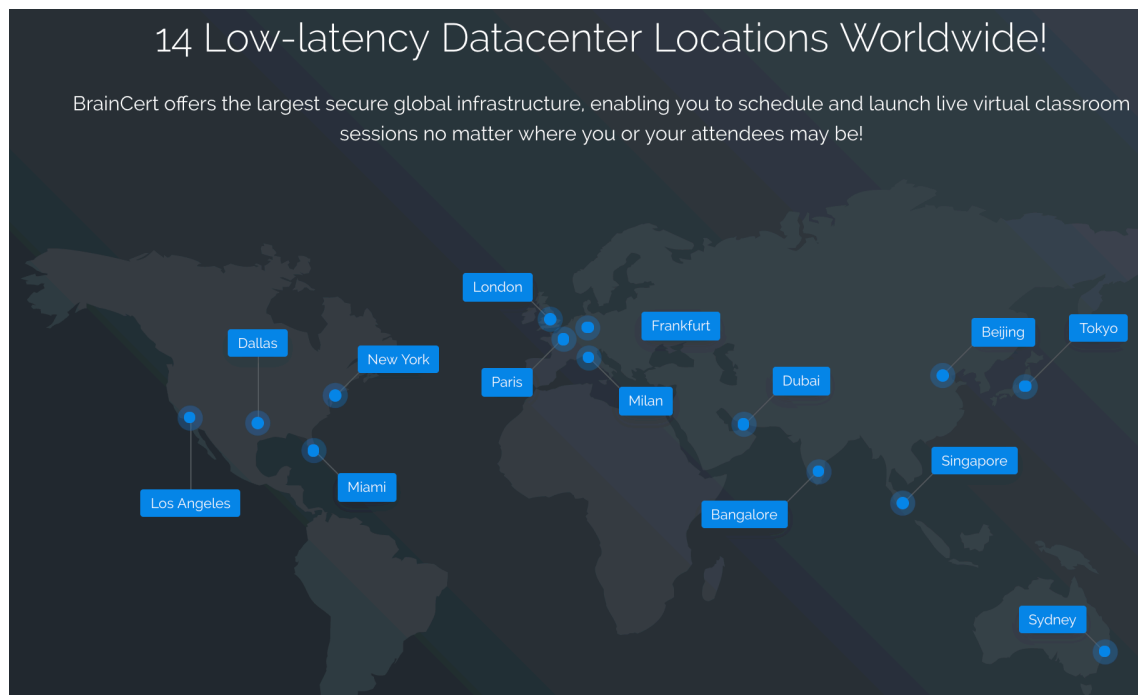 14 Low-latency Datacenter Locations Worldwide!
BrainCert offers the largest secure global infrastructure, enabling you to schedule and launch live virtual classroom
sessions no matter where you or your attendees may be!
London
Frankfurt
Beijing
Tokyo
Dallas
New York
Paris
Milan
Dubai
Singapore
Miami
Los Angeles
Bangalore
Sydney